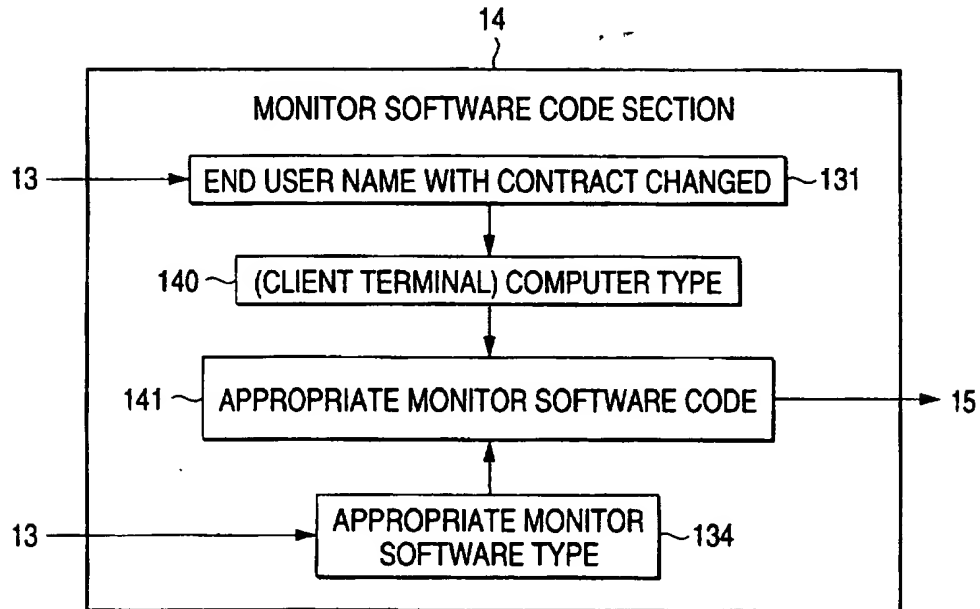 14
MONITOR SOFTWARE CODE SECTION
13
END USER NAME WITH CONTRACT CHANGED
131
140
(CLIENT TERMINAL) COMPUTER TYPE
141
APPROPRIATE MONITOR SOFTWARE CODE
15
13
APPROPRIATE MONITOR
SOFTWARE TYPE
134